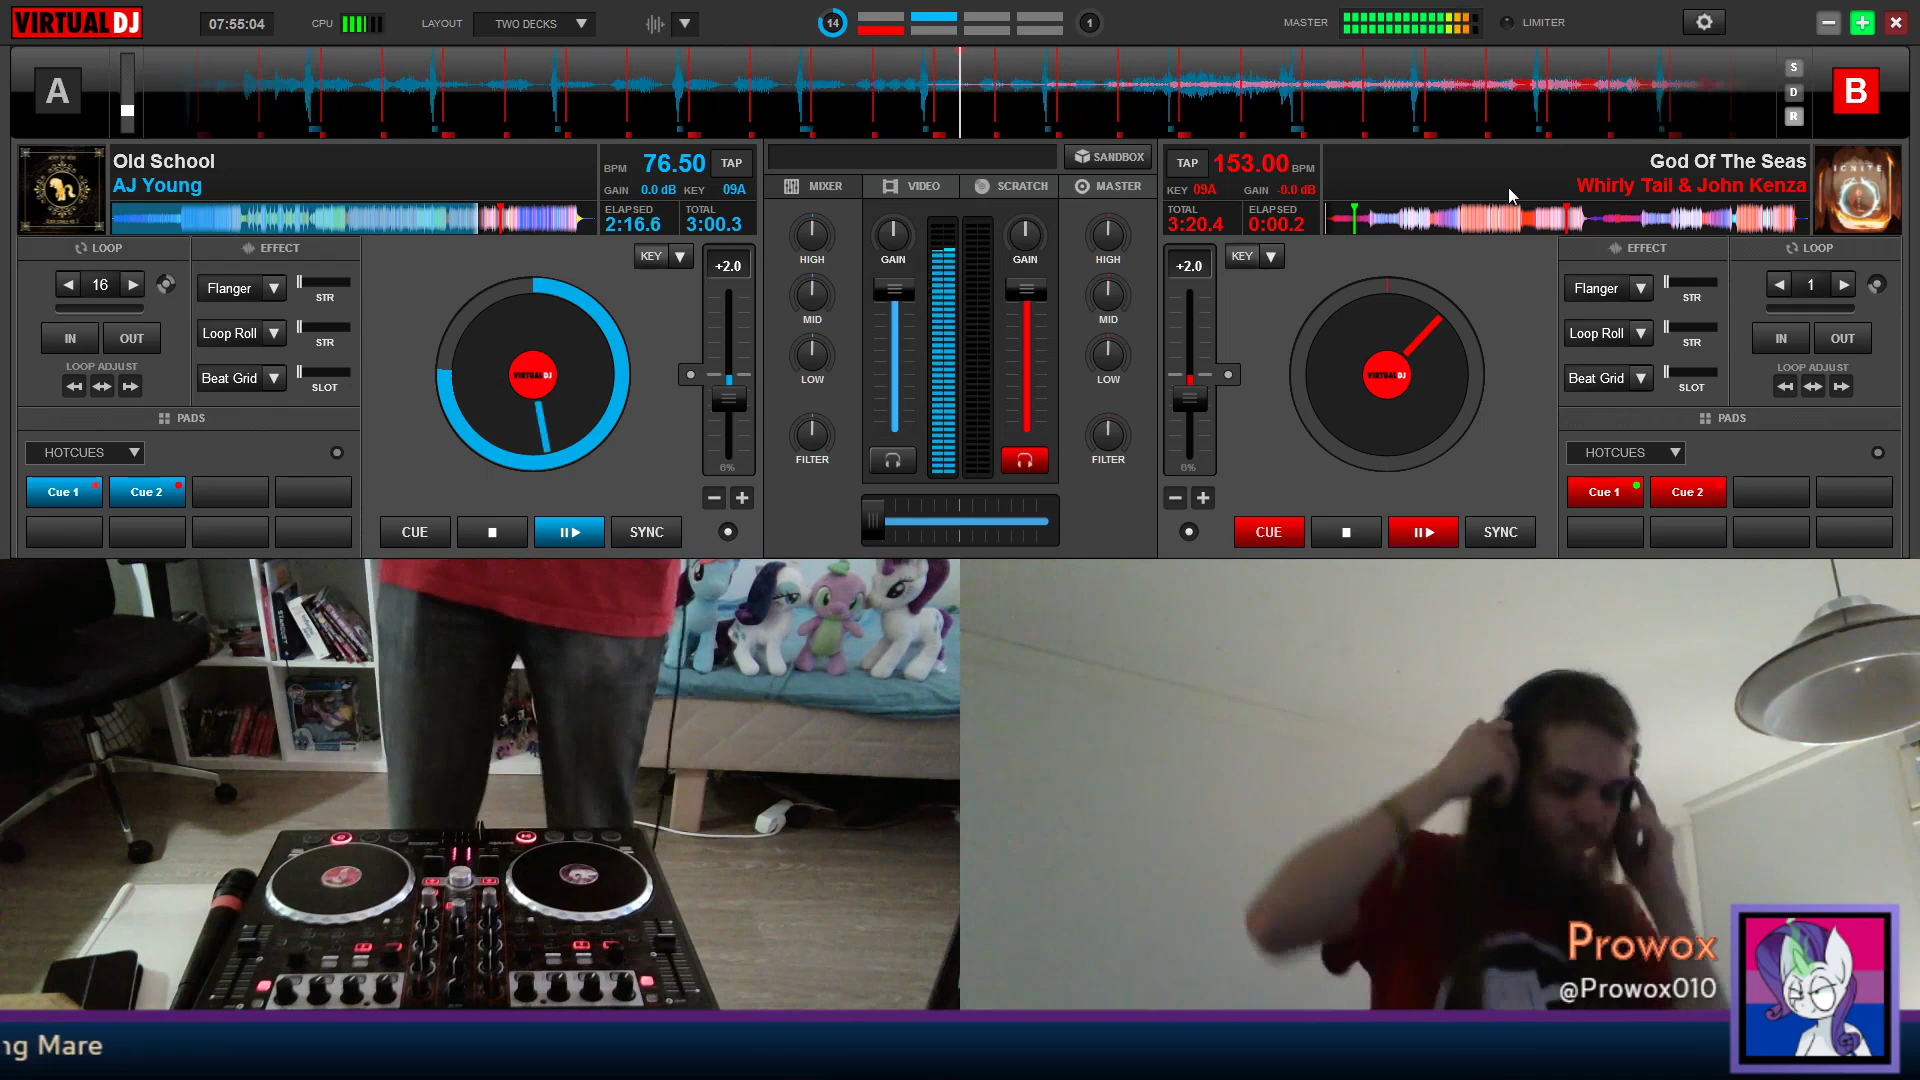 VIRTUAL DJ
07:55:04
CPU
LAYOUT
TWO DECKS
14
1
MASTER
LIMITER
A
S
D
R
B
Old School
AJ Young
BPM 76.50 TAP
GAIN 0.0 dB KEY 09A
ELAPSED
2:16.6
TOTAL
3:00.3
SANDBOX
MIXER
VIDEO
SCRATCH
MASTER
TAP 153.00 BPM
KEY 09A GAIN -0.0 dB
TOTAL
3:20.4
ELAPSED
0:00.2
God Of The Seas
Whirly Tail & John Kenza
IGNITE
LOOP
16
IN
OUT
LOOP ADJUST
EFFECT
Flanger
STR
Loop Roll
STR
Beat Grid
SLOT
PADS
HOTCUES
Cue 1
Cue 2
KEY
+2.0
VIRTUAL DJ
6%
CUE
SYNC
HIGH
MID
LOW
FILTER
GAIN
GAIN
HIGH
MID
LOW
FILTER
+2.0
KEY
VIRTUAL DJ
6%
CUE
SYNC
EFFECT
Flanger
STR
Loop Roll
STR
Beat Grid
SLOT
LOOP
1
IN
OUT
LOOP ADJUST
PADS
HOTCUES
Cue 1
Cue 2
Prowox
@Prowox010
ng Mare